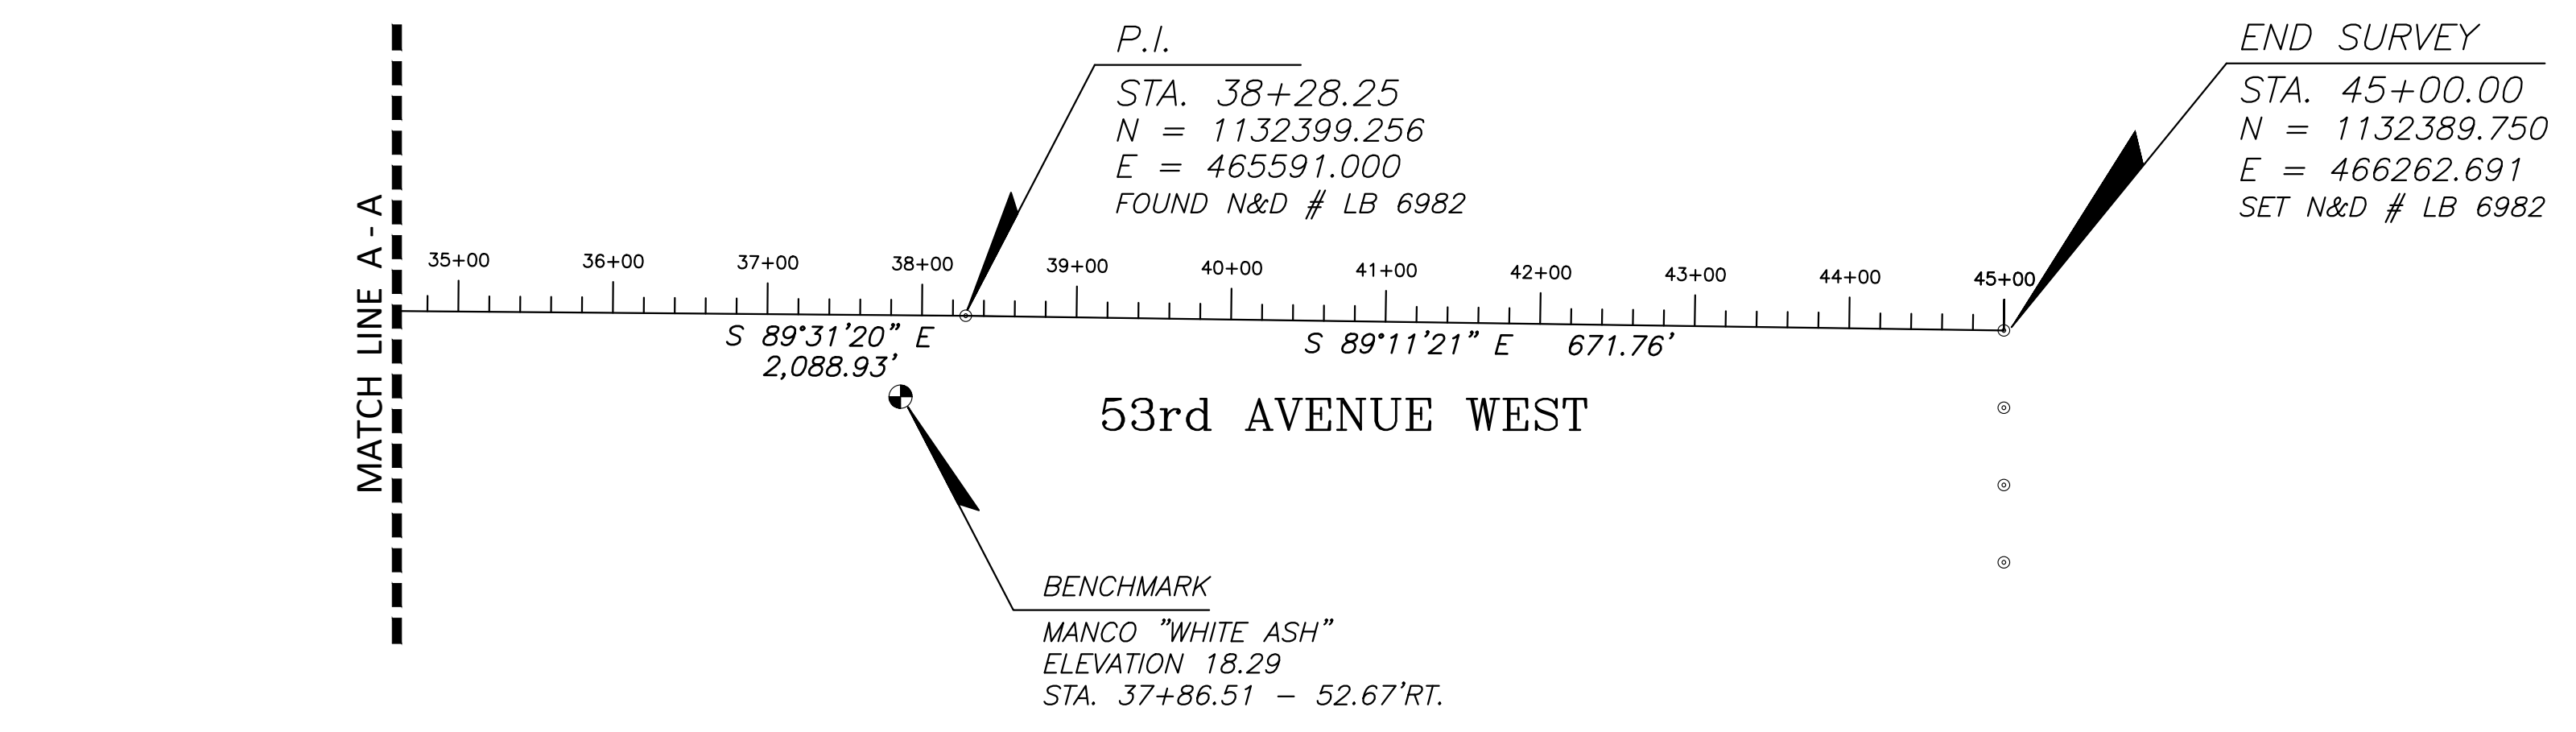 MATCH LINE A-A
P.I.
STA. 38+28.25
N = 1132399.256
E = 465591.000
FOUND N&D # LB 6982
END SURVEY
STA. 45+00.00
N = 1132389.750
E = 466262.691
SET N&D # LB 6982
35+00 36+00 37+00 38+00 39+00 40+00 41+00 42+00 43+00 44+00 45+00
S 89°31'20" E
2,088.93'
S 89°11'21" E 671.76'
53rd AVENUE WEST
BENCHMARK
MANCO "WHITE ASH"
ELEVATION 18.29
STA. 37+86.51 – 52.67'RT.